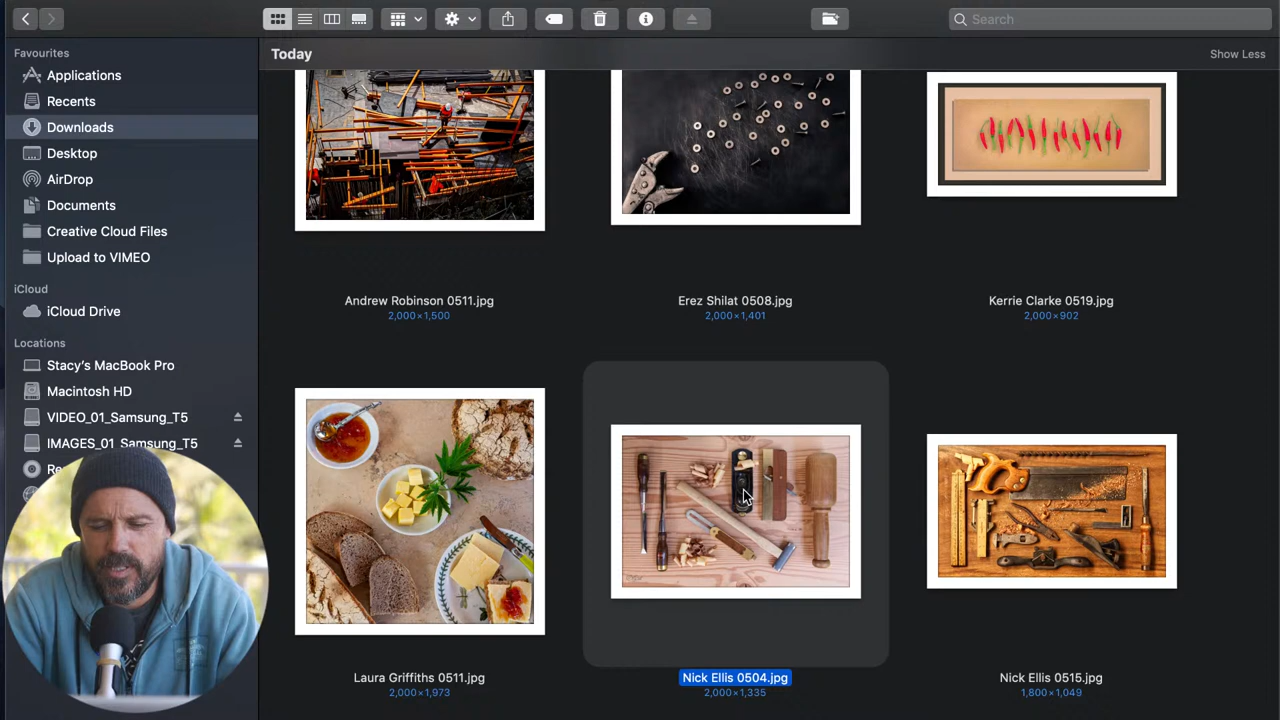 Search
Favourites
Applications
Recents
Downloads
Desktop
AirDrop
Documents
Creative Cloud Files
Upload to VIMEO
iCloud
iCloud Drive
Locations
Stacy's MacBook Pro
Macintosh HD
VIDEO_01_Samsung_T5
IMAGES_01_Samsung_T5
Today
Show Less
Andrew Robinson 0511.jpg
2,000×1,500
Erez Shilat 0508.jpg
2,000×1,401
Kerrie Clarke 0519.jpg
2,000×902
Laura Griffiths 0511.jpg
2,000×1,973
Nick Ellis 0504.jpg
2,000×1,335
Nick Ellis 0515.jpg
1,800×1,049